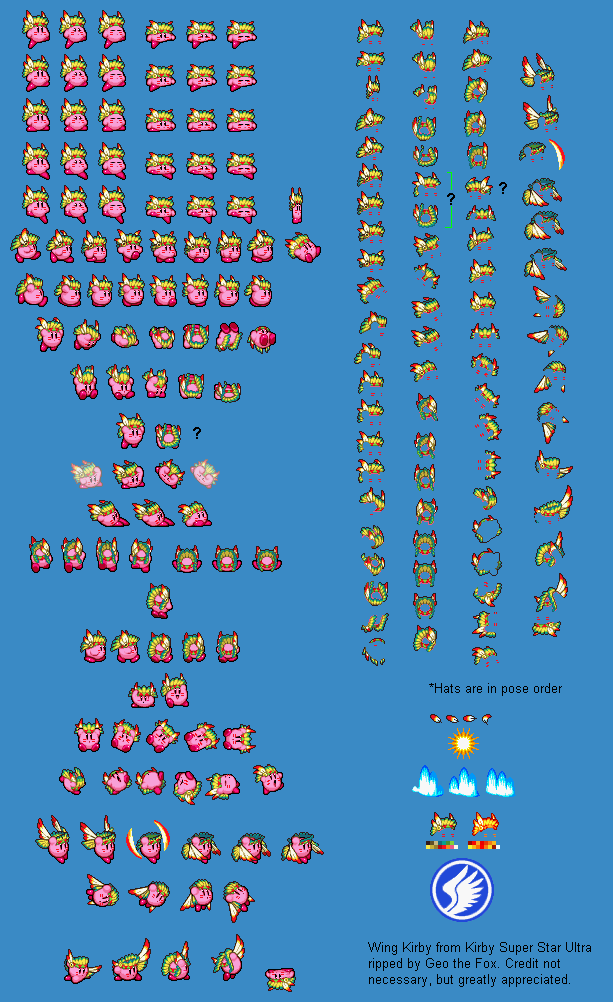 ?
?
?
*Hats are in pose order
Wing Kirby from Kirby Super Star Ultra
ripped by Geo the Fox. Credit not
necessary, but greatly appreciated.